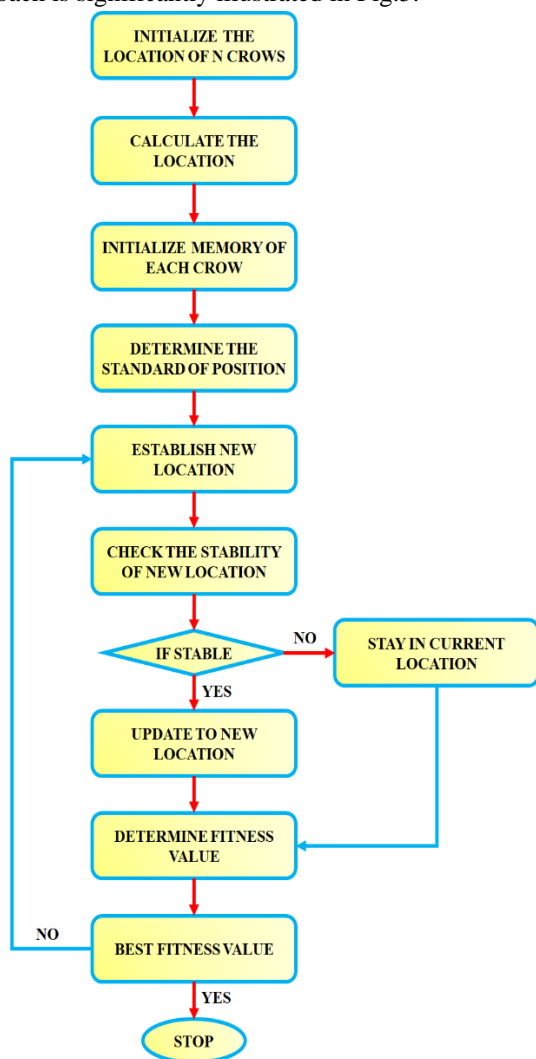 is significantly illustrated in Fig.5.
INITIALIZE THE
LOCATION OF N CROWS
CALCULATE THE
LOCATION
INITIALIZE MEMORY OF
EACH CROW
DETERMINE THE
STANDARD OF POSITION
ESTABLISH NEW
LOCATION
CHECK THE STABILITY
OF NEW LOCATION
IF STABLE
NO
STAY IN CURRENT
LOCATION
YES
UPDATE TO NEW
LOCATION
DETERMINE FITNESS
VALUE
NO
BEST FITNESS VALUE
YES
STOP